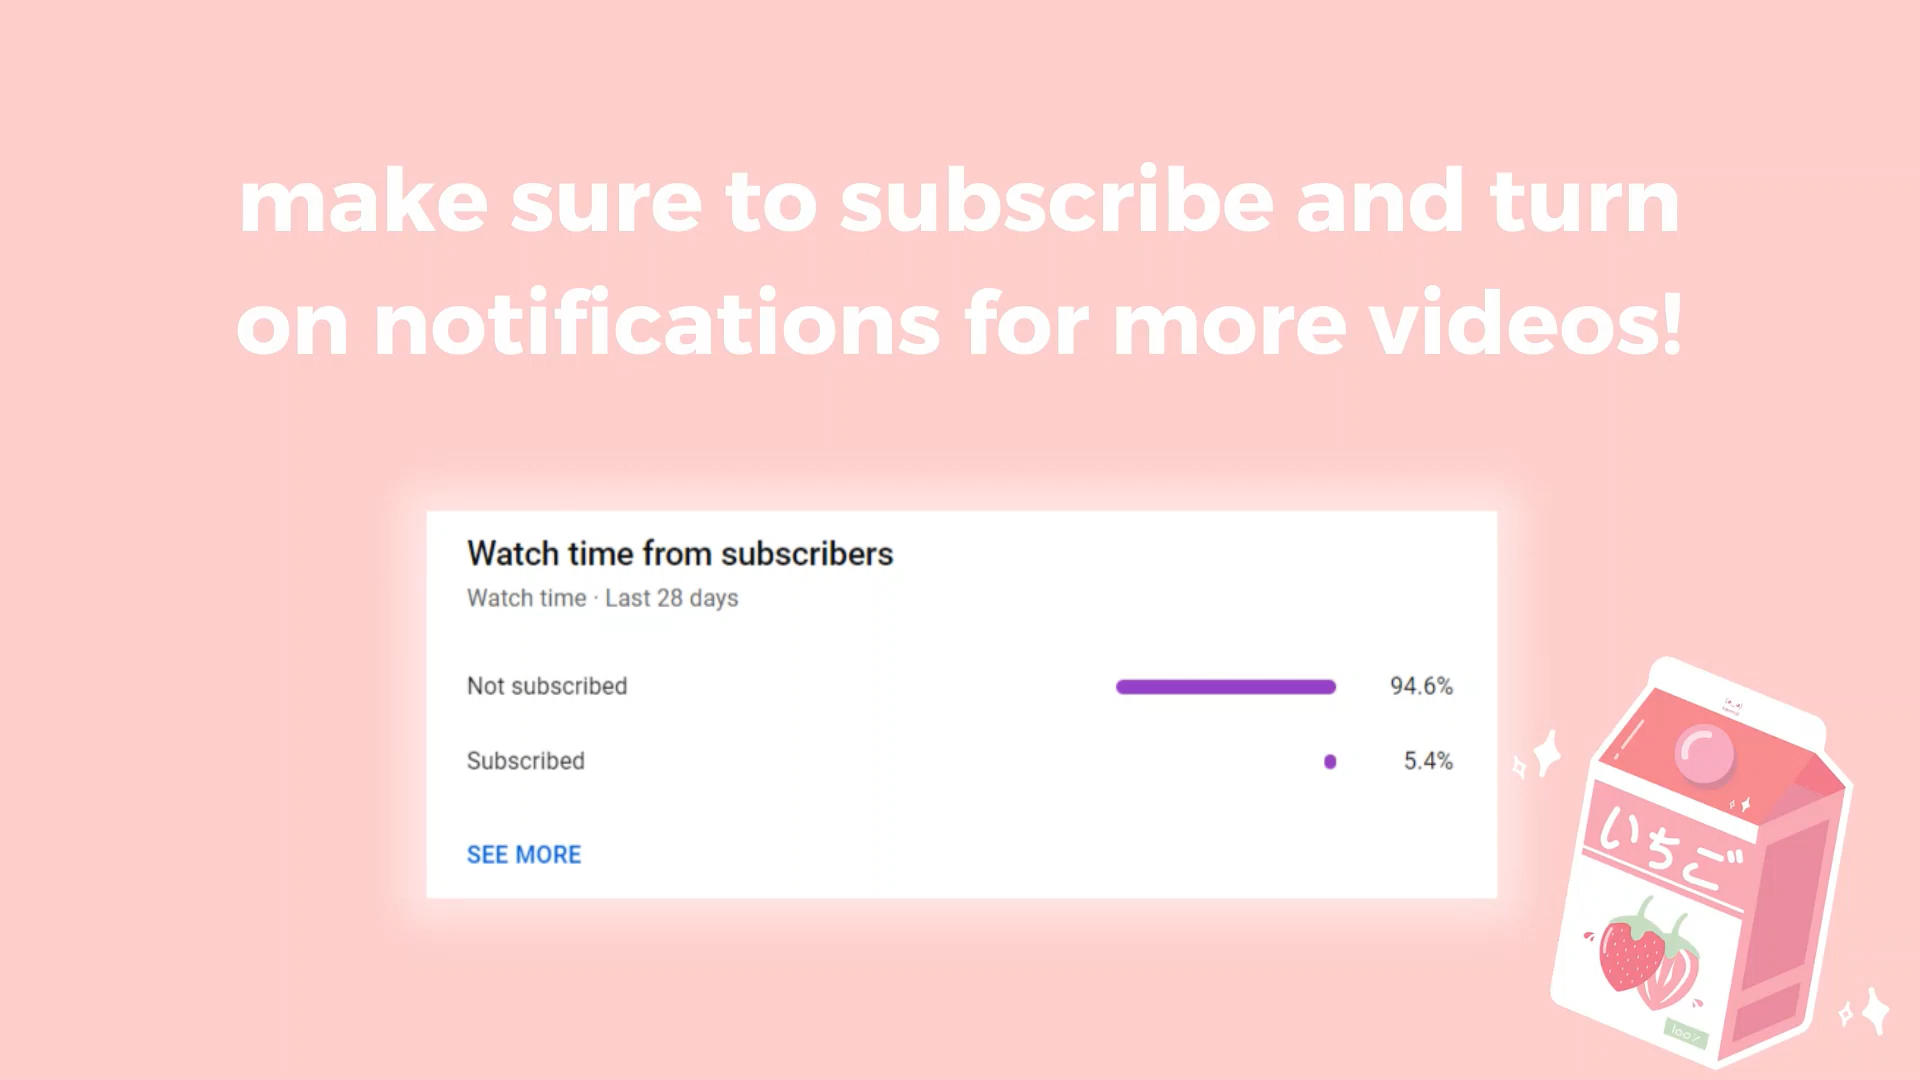 make sure to subscribe and turn
on notifications for more videos!
Watch time from subscribers
Watch time · Last 28 days
Not subscribed 94.6%
Subscribed 5.4%
SEE MORE
いちご
100%